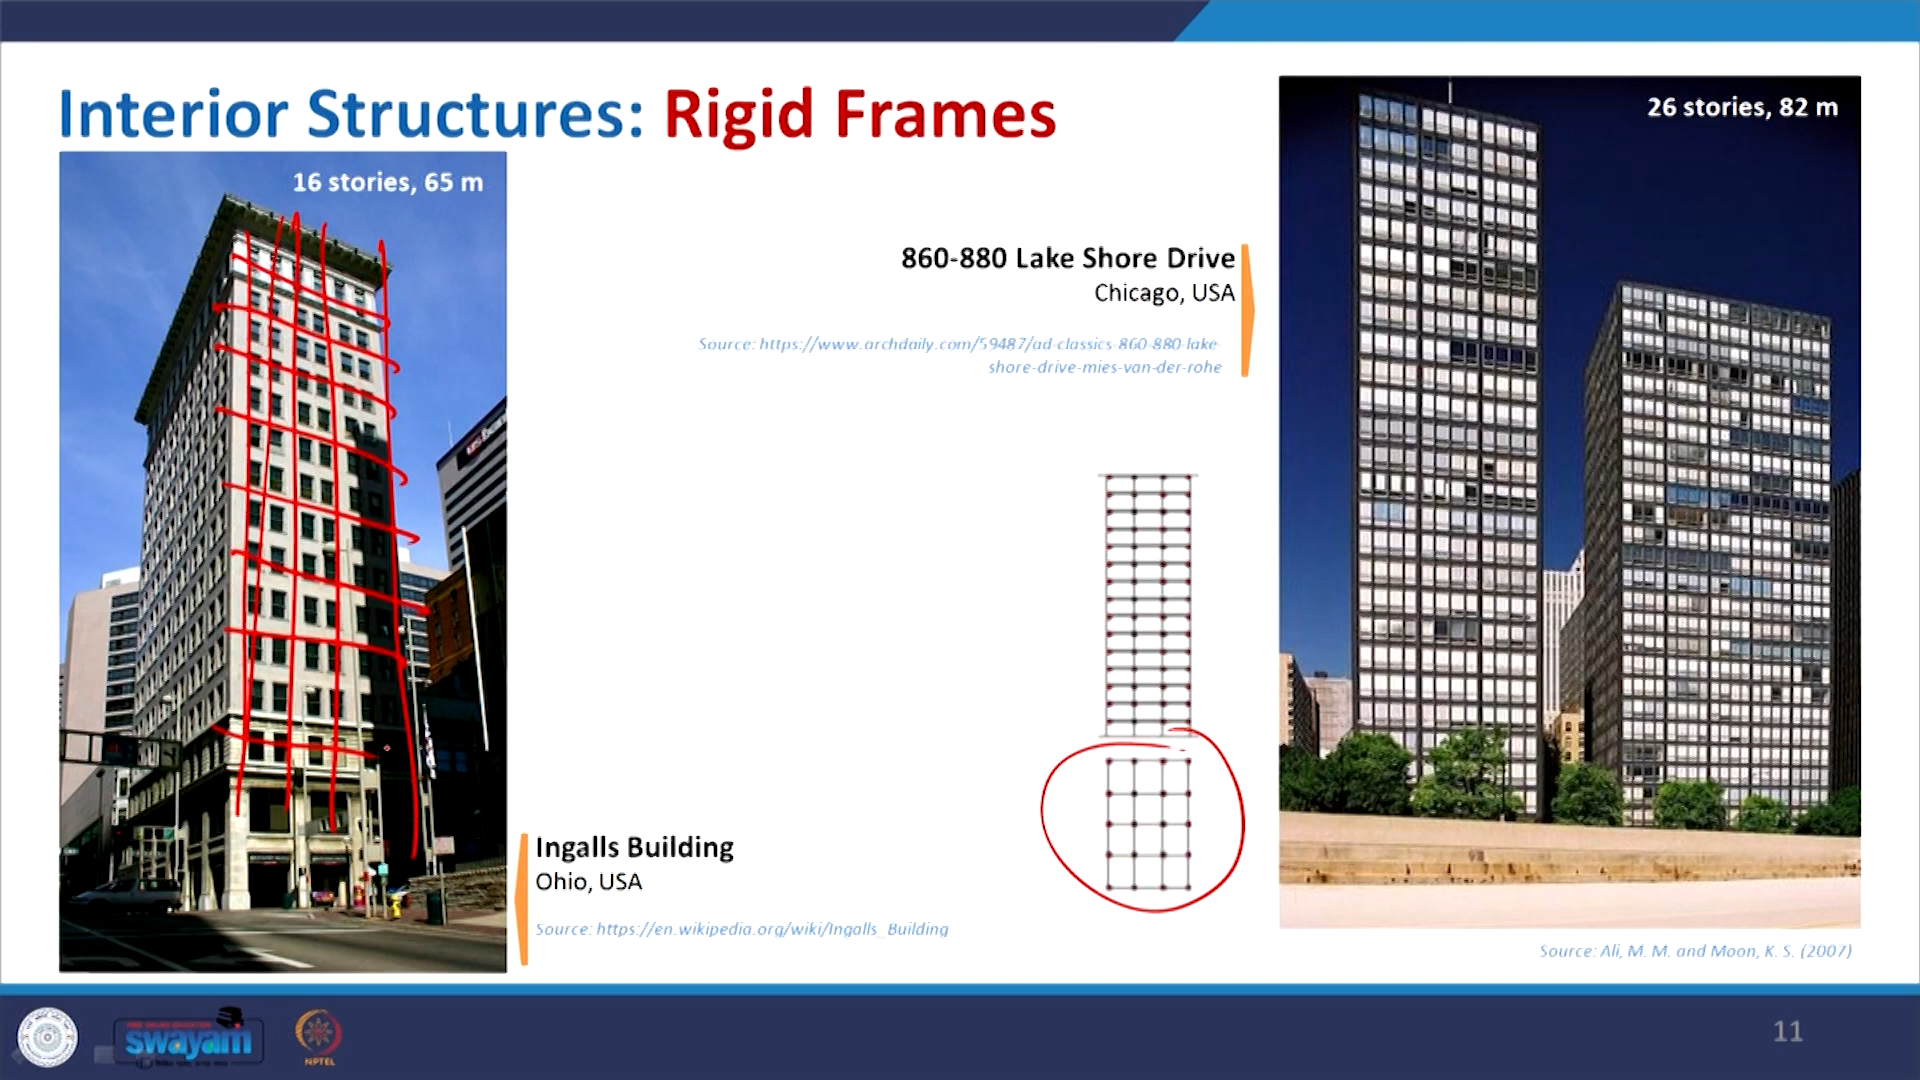 Interior Structures: Rigid Frames
16 stories, 65 m
26 stories, 82 m
860-880 Lake Shore Drive
Chicago, USA
Source: https://www.archdaily.com/59487/ad-classics-860-880-lake-
shore-drive-mies-van-der-rohe
Ingalls Building
Ohio, USA
Source: https://en.wikipedia.org/wiki/Ingalls_Building
Source: Ali, M. M. and Moon, K. S. (2007)
swayam
NPTEL
11